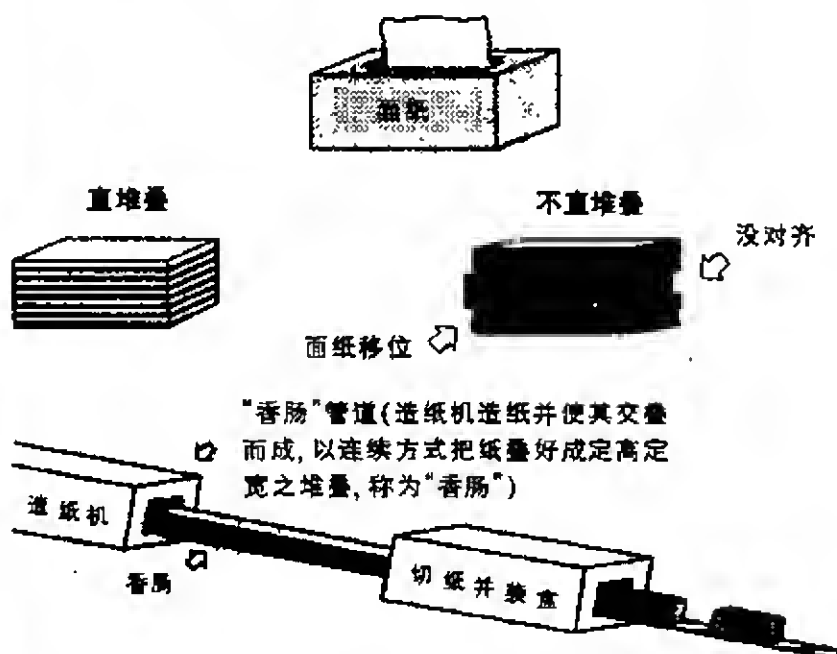 面纸
直堆叠
不直堆叠
没对齐
面纸移位
"香肠"管道(造纸机造纸并使其交叠
而成,以连续方式把纸叠好成定高定
宽之堆叠,称为"香肠")
造纸机
香肠
切纸并装盒